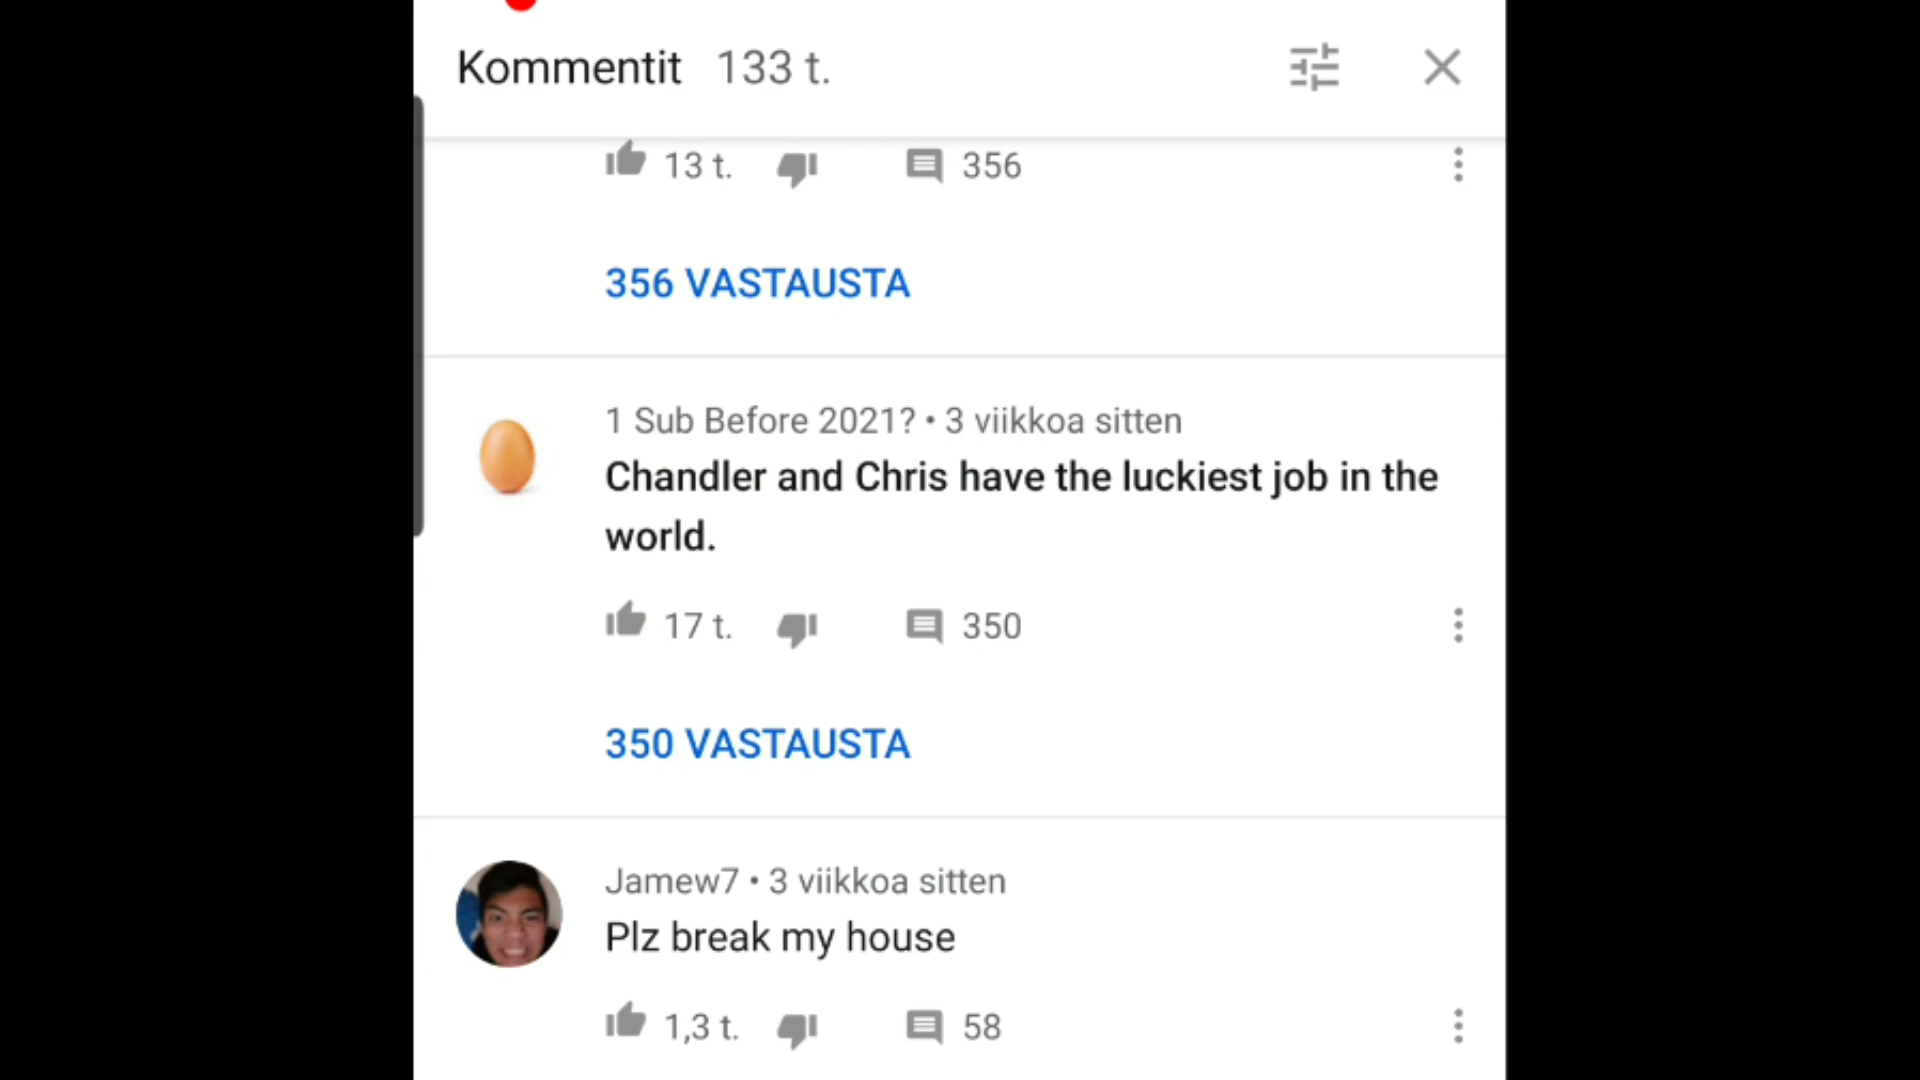 Kommentit 133 t.
13 t. 356
356 VASTAUSTA
1 Sub Before 2021? • 3 viikkoa sitten
Chandler and Chris have the luckiest job in the
world.
17 t. 350
350 VASTAUSTA
Jamew7 • 3 viikkoa sitten
Plz break my house
1,3 t. 58